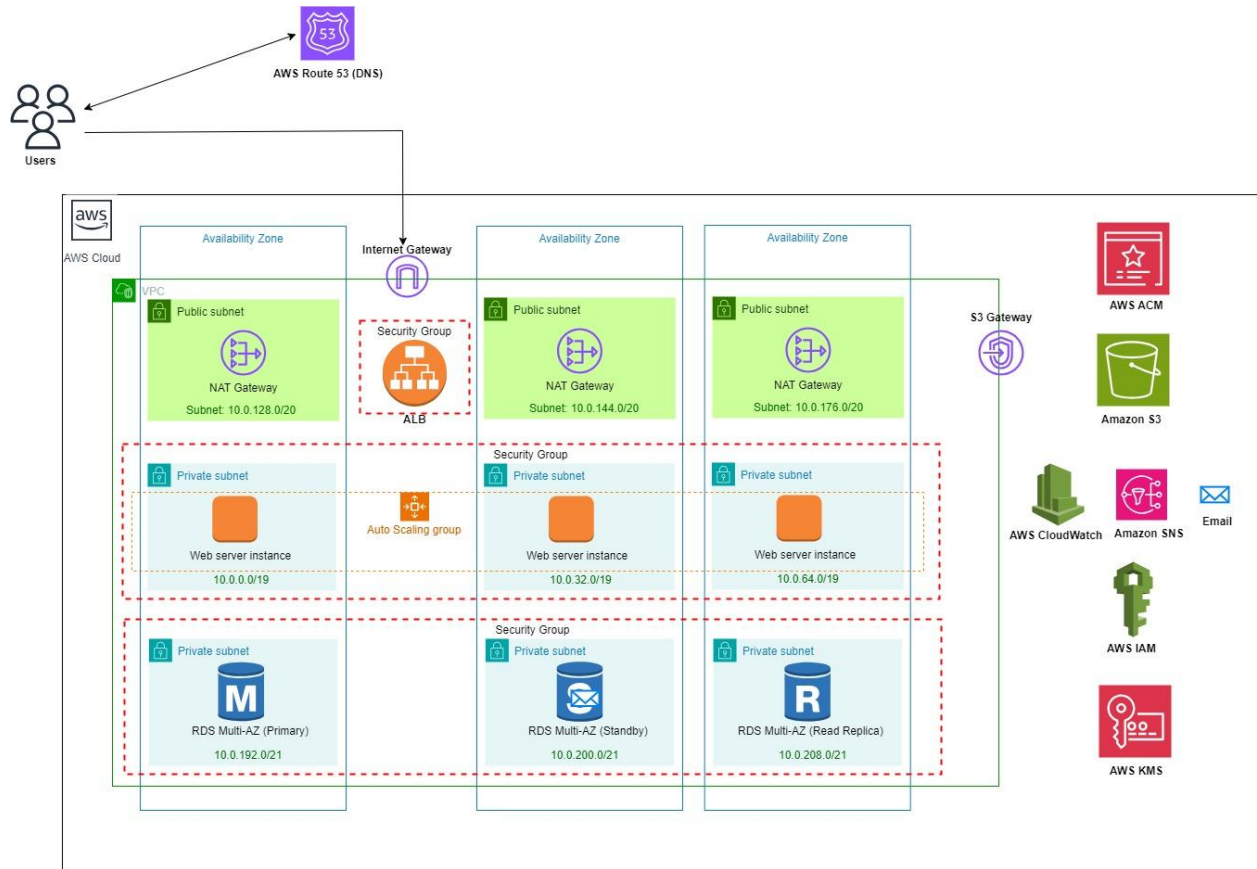 53
AWS Route 53 (DNS)
Users
aws
AWS Cloud
Availability Zone
Internet Gateway
Availability Zone
Availability Zone
VPC
Public subnet
NAT Gateway
Subnet: 10.0.128.0/20
Security Group
ALB
Public subnet
NAT Gateway
Subnet: 10.0.144.0/20
Public subnet
NAT Gateway
Subnet: 10.0.176.0/20
S3 Gateway
AWS ACM
Amazon S3
Security Group
Private subnet
Web server instance
10.0.0.0/19
Auto Scaling group
Private subnet
Web server instance
10.0.32.0/19
Private subnet
Web server instance
10.0.64.0/19
AWS CloudWatch
Amazon SNS
Email
AWS IAM
Security Group
Private subnet
M
RDS Multi-AZ (Primary)
10.0.192.0/21
Private subnet
S
RDS Multi-AZ (Standby)
10.0.200.0/21
Private subnet
R
RDS Multi-AZ (Read Replica)
10.0.208.0/21
AWS KMS